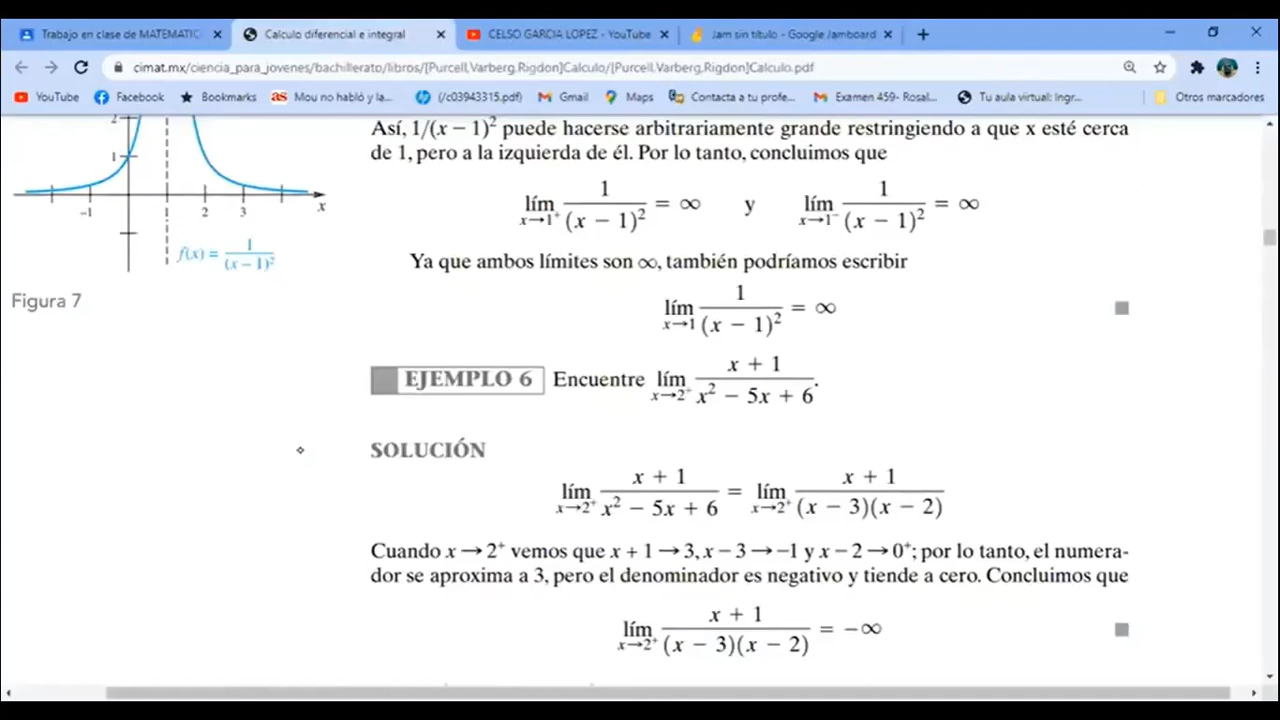 Trabajo en clase de MATEMATIC
Calculo diferencial e integral
CELSO GARCIA LOPEZ - YouTube
Jam sin título - Google Jamboard
cimat.mx/ciencia_para_jovenes/bachillerato/libros/[Purcell,Varberg,Rigdon]Calculo/[Purcell,Varberg,Rigdon]Calculo.pdf
YouTube Facebook Bookmarks Mou no habló y la... (/c03943315.pdf) Gmail Maps Contacta a tu profe... Examen 459- Rosal... Tu aula virtual: Ingr... Otros marcadores
2
1
-1 2 3 x
f(x) = 1/(x − 1)²
Figura 7
Así, 1/(x − 1)² puede hacerse arbitrariamente grande restringiendo a que x esté cerca
de 1, pero a la izquierda de él. Por lo tanto, concluimos que
lím x→1⁺ 1/(x − 1)² = ∞ y lím x→1⁻ 1/(x − 1)² = ∞
Ya que ambos límites son ∞, también podríamos escribir
lím x→1 1/(x − 1)² = ∞
EJEMPLO 6 Encuentre lím x→2⁺ (x + 1)/(x² − 5x + 6).
SOLUCIÓN
lím x→2⁺ (x + 1)/(x² − 5x + 6) = lím x→2⁺ (x + 1)/((x − 3)(x − 2))
Cuando x → 2⁺ vemos que x + 1 → 3, x − 3 → −1 y x − 2 → 0⁺; por lo tanto, el numera-
dor se aproxima a 3, pero el denominador es negativo y tiende a cero. Concluimos que
lím x→2⁺ (x + 1)/((x − 3)(x − 2)) = −∞